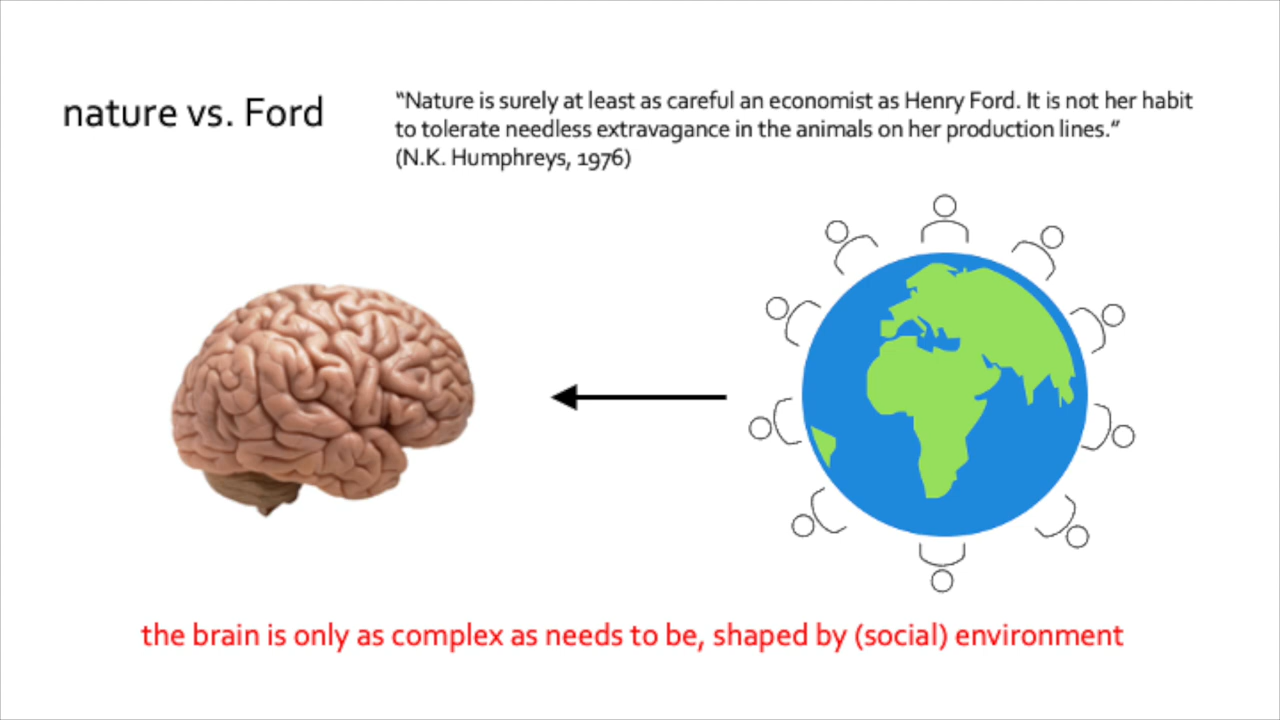 nature vs. Ford
“Nature is surely at least as careful an economist as Henry Ford. It is not her habit
to tolerate needless extravagance in the animals on her production lines.”
(N.K. Humphreys, 1976)
the brain is only as complex as needs to be, shaped by (social) environment